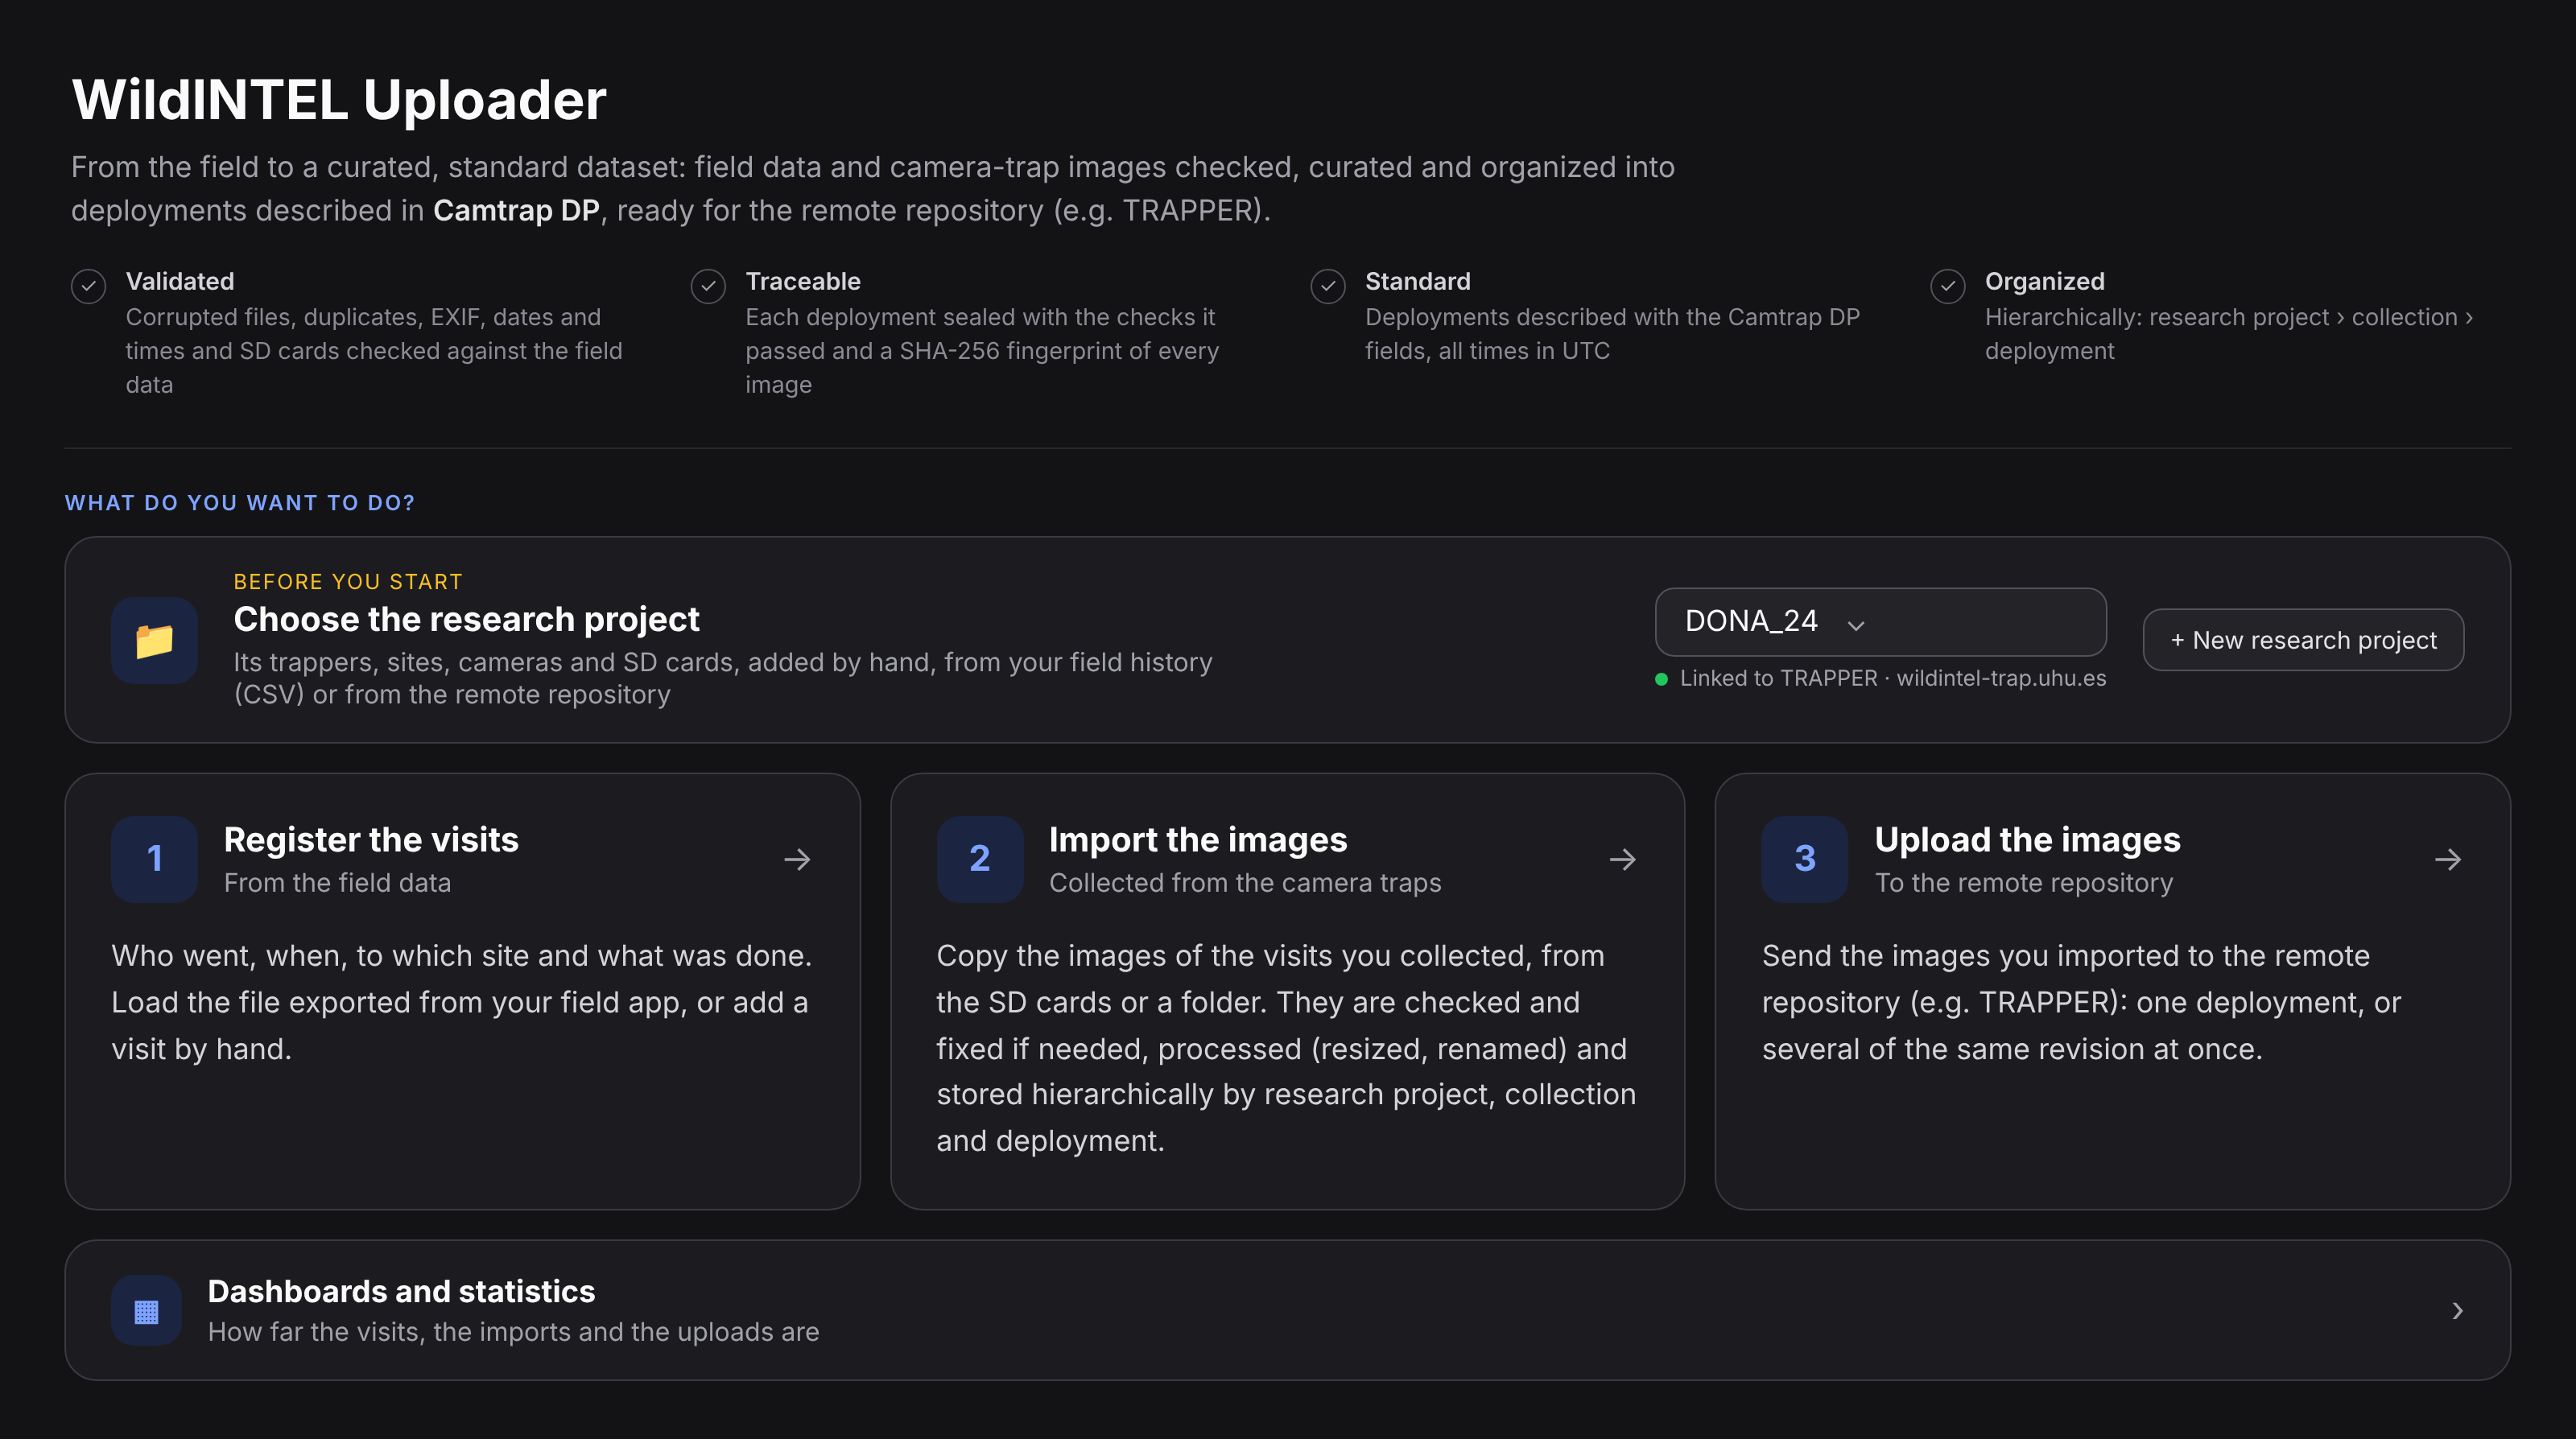 WildINTEL Uploader
From the field to a curated, standard dataset: field data and camera-trap images checked, curated and organized into
deployments described in Camtrap DP, ready for the remote repository (e.g. TRAPPER).
Validated
Corrupted files, duplicates, EXIF, dates and
times and SD cards checked against the field
data
Traceable
Each deployment sealed with the checks it
passed and a SHA-256 fingerprint of every
image
Standard
Deployments described with the Camtrap DP
fields, all times in UTC
Organized
Hierarchically: research project › collection ›
deployment
WHAT DO YOU WANT TO DO?
BEFORE YOU START
Choose the research project
Its trappers, sites, cameras and SD cards, added by hand, from your field history
(CSV) or from the remote repository
DONA_24
Linked to TRAPPER · wildintel-trap.uhu.es
+ New research project
1
Register the visits
From the field data
Who went, when, to which site and what was done.
Load the file exported from your field app, or add a
visit by hand.
2
Import the images
Collected from the camera traps
Copy the images of the visits you collected, from
the SD cards or a folder. They are checked and
fixed if needed, processed (resized, renamed) and
stored hierarchically by research project, collection
and deployment.
3
Upload the images
To the remote repository
Send the images you imported to the remote
repository (e.g. TRAPPER): one deployment, or
several of the same revision at once.
Dashboards and statistics
How far the visits, the imports and the uploads are